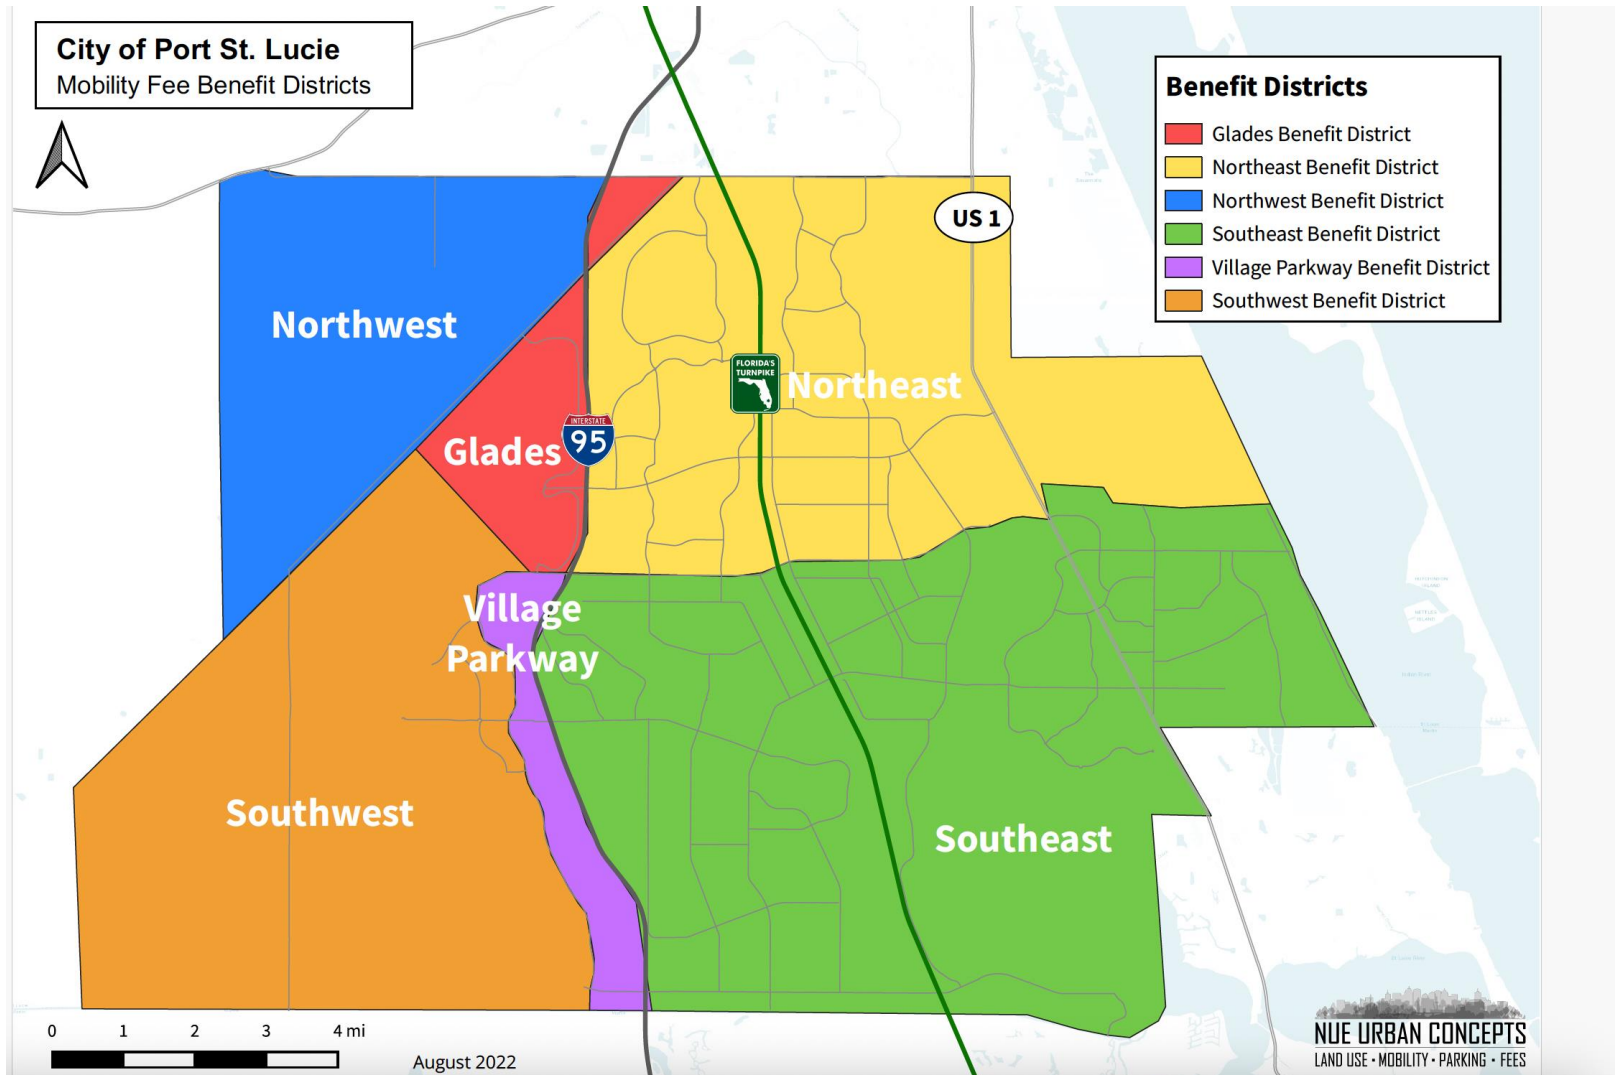 City of Port St. Lucie
Mobility Fee Benefit Districts
Benefit Districts
Glades Benefit District
Northeast Benefit District
Northwest Benefit District
Southeast Benefit District
Village Parkway Benefit District
Southwest Benefit District
US 1
Northwest
FLORIDA'S
TURNPIKE
Northeast
INTERSTATE
95
Glades
Village
Parkway
Southwest
Southeast
0 1 2 3 4 mi
August 2022
NUE URBAN CONCEPTS
LAND USE • MOBILITY • PARKING • FEES